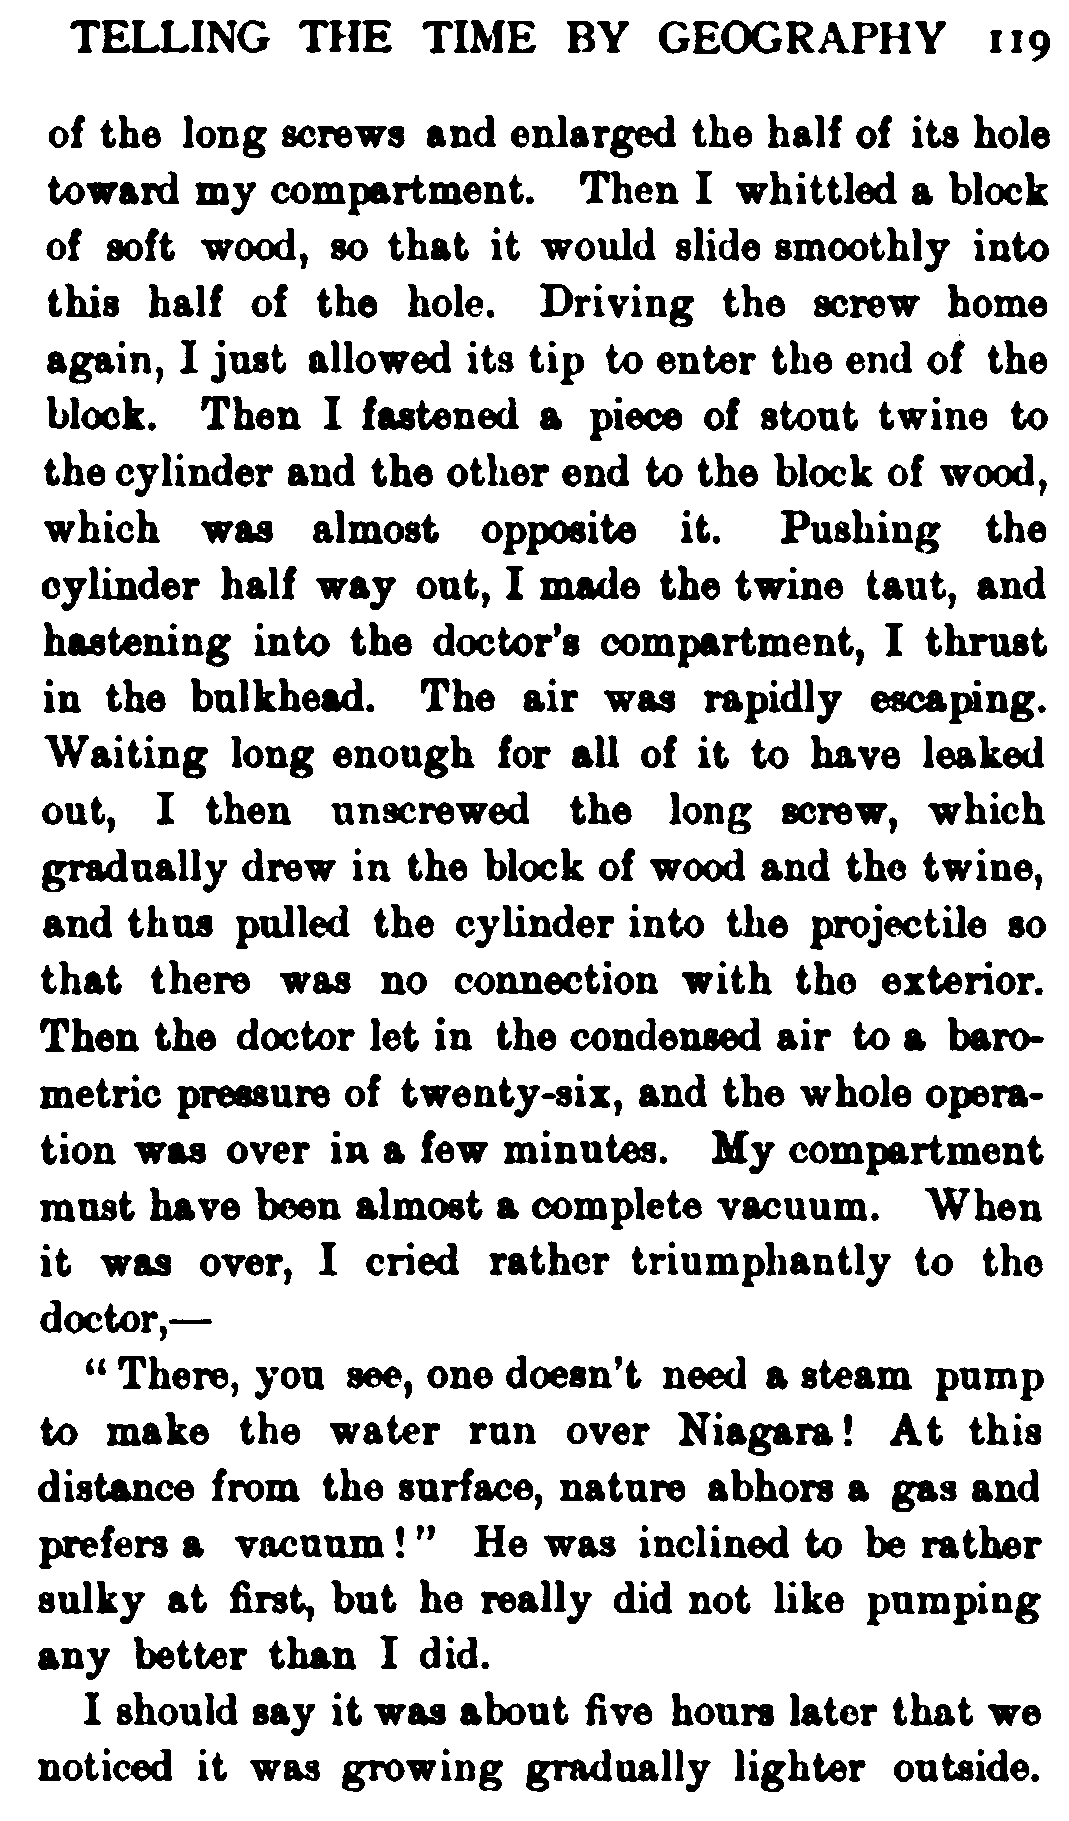 TELLING THE TIME BY GEOGRAPHY 119
of the long screws and enlarged the half of its hole
toward my compartment. Then I whittled a block
of soft wood, so that it would slide smoothly into
this half of the hole. Driving the screw home
again, I just allowed its tip to enter the end of the
block. Then I fastened a piece of stout twine to
the cylinder and the other end to the block of wood,
which was almost opposite it. Pushing the
cylinder half way out, I made the twine taut, and
hastening into the doctor's compartment, I thrust
in the bulkhead. The air was rapidly escaping.
Waiting long enough for all of it to have leaked
out, I then unscrewed the long screw, which
gradually drew in the block of wood and the twine,
and thus pulled the cylinder into the projectile so
that there was no connection with the exterior.
Then the doctor let in the condensed air to a baro-
metric pressure of twenty-six, and the whole opera-
tion was over in a few minutes. My compartment
must have been almost a complete vacuum. When
it was over, I cried rather triumphantly to the
doctor,—
“There, you see, one doesn't need a steam pump
to make the water run over Niagara! At this
distance from the surface, nature abhors a gas and
prefers a vacuum!” He was inclined to be rather
sulky at first, but he really did not like pumping
any better than I did.
I should say it was about five hours later that we
noticed it was growing gradually lighter outside.